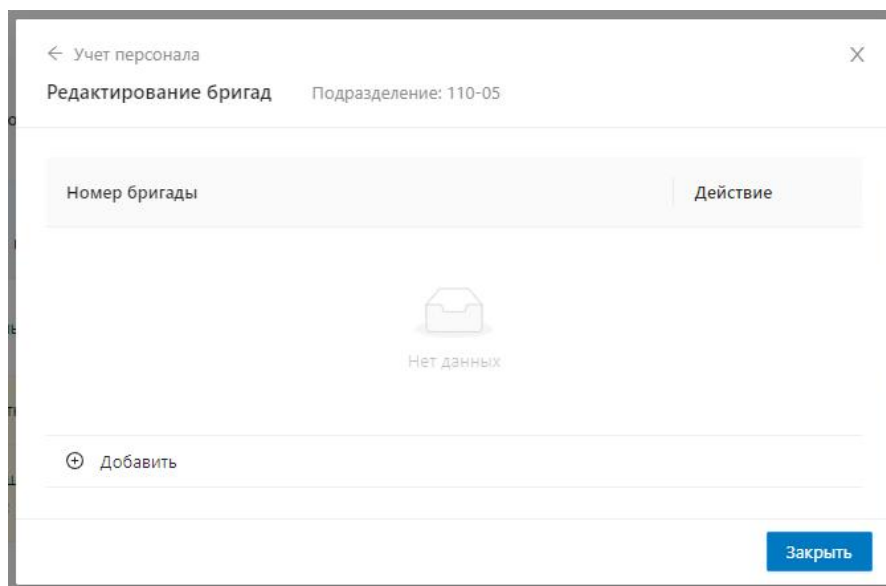 Учет персонала
Редактирование бригад Подразделение: 110-05
Номер бригады Действие
Нет данных
Добавить
Закрыть